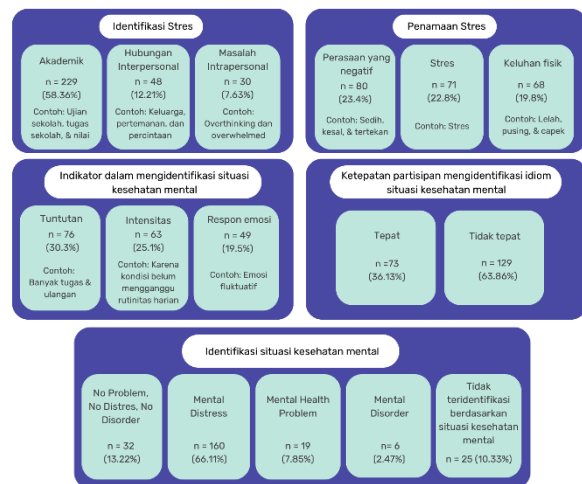 Identifikasi Stres
Akademik
n = 229
(58.36%)
Contoh: Ujian
sekolah, tugas
sekolah, & nilai
Hubungan
Interpersonal
n = 48
(12.21%)
Contoh: Keluarga,
pertemanan, dan
percintaan
Masalah
Intrapersonal
n = 30
(7.63%)
Contoh:
Overthinking dan
overwhelmed
Penamaan Stres
Perasaan yang
negatif
n = 80
(23.4%)
Contoh: Sedih,
kesal, & tertekan
Stres
n = 71
(22.8%)
Contoh: Stres
Keluhan fisik
n = 68
(19.8%)
Contoh: Lelah,
pusing, & capek
Indikator dalam mengidentifikasi situasi
kesehatan mental
Tuntutan
n = 76
(30.3%)
Contoh:
Banyak tugas &
ulangan
Intensitas
n = 63
(25.1%)
Contoh: Karena
kondisi belum
mengganggu
rutinitas harian
Respon emosi
n = 49
(19.5%)
Contoh: Emosi
fluktuatif
Ketepatan partisipan mengidentifikasi idiom
situasi kesehatan mental
Tepat
n =73
(36.13%)
Tidak tepat
n = 129
(63.86%)
Identifikasi situasi kesehatan mental
No Problem,
No Distres, No
Disorder
n = 32
(13.22%)
Mental
Distress
n = 160
(66.11%)
Mental Health
Problem
n = 19
(7.85%)
Mental
Disorder
n= 6
(2.47%)
Tidak
teridentifikasi
berdasarkan
situasi kesehatan
mental
n = 25 (10.33%)